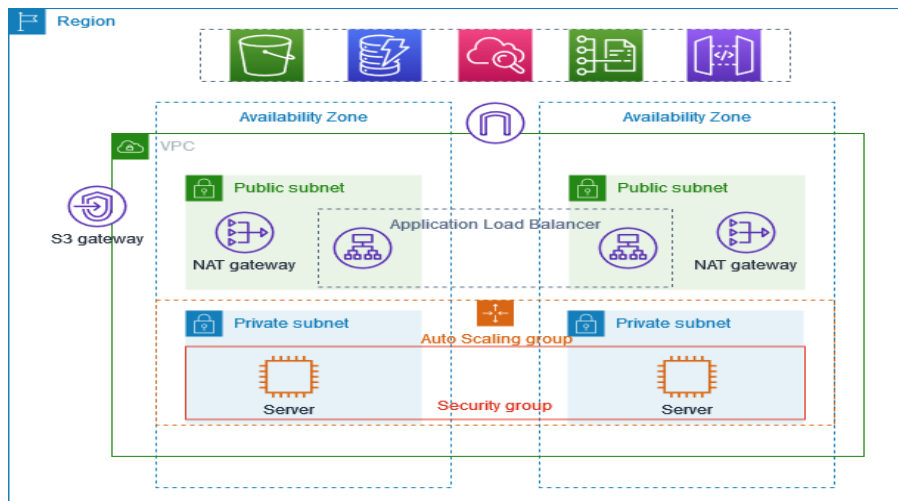 Region
Availability Zone
Availability Zone
VPC
Public subnet
Public subnet
Application Load Balancer
S3 gateway
NAT gateway
NAT gateway
Private subnet
Private subnet
Auto Scaling group
Security group
Server
Server